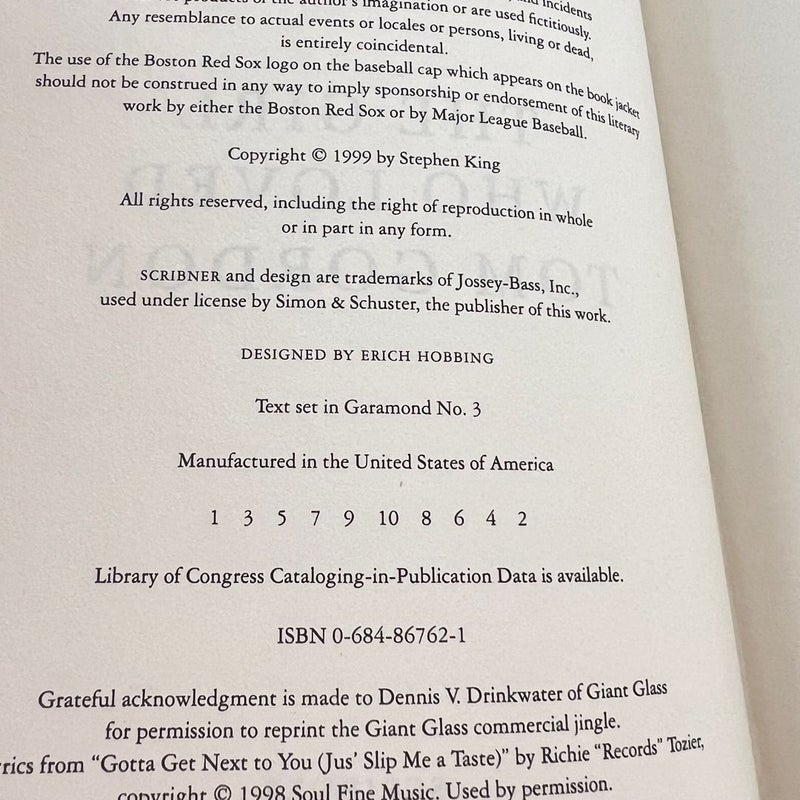 products of the author's imagination or are used fictitiously.
Any resemblance to actual events or locales or persons, living or dead,
is entirely coincidental.
The use of the Boston Red Sox logo on the baseball cap which appears on the book jacket
should not be construed in any way to imply sponsorship or endorsement of this literary
work by either the Boston Red Sox or by Major League Baseball.
Copyright © 1999 by Stephen King
All rights reserved, including the right of reproduction in whole
or in part in any form.
SCRIBNER and design are trademarks of Jossey-Bass, Inc.,
used under license by Simon & Schuster, the publisher of this work.
DESIGNED BY ERICH HOBBING
Text set in Garamond No. 3
Manufactured in the United States of America
1 3 5 7 9 10 8 6 4 2
Library of Congress Cataloging-in-Publication Data is available.
ISBN 0-684-86762-1
Grateful acknowledgment is made to Dennis V. Drinkwater of Giant Glass
for permission to reprint the Giant Glass commercial jingle.
rics from “Gotta Get Next to You (Jus' Slip Me a Taste)” by Richie “Records” Tozier,
copyright © 1998 Soul Fine Music. Used by permission.